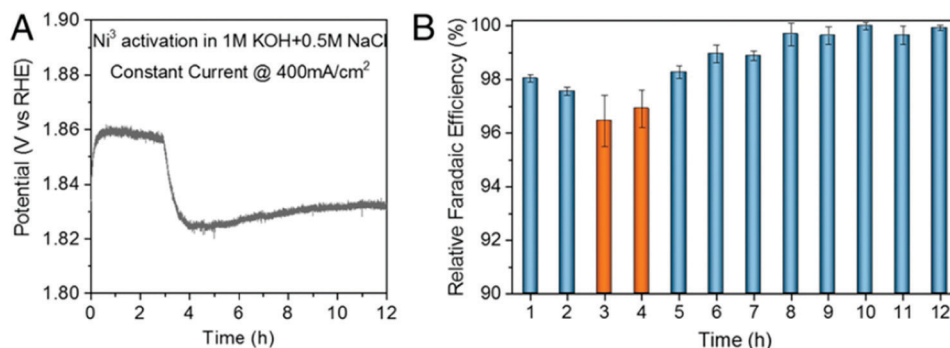 A
Ni³ activation in 1M KOH+0.5M NaCl
Constant Current @ 400mA/cm²
Potential (V vs RHE)
1.90
1.88
1.86
1.84
1.82
1.80
0 2 4 6 8 10 12
Time (h)
B
Relative Faradaic Efficiency (%)
100
98
96
94
92
90
1 2 3 4 5 6 7 8 9 10 11 12
Time (h)